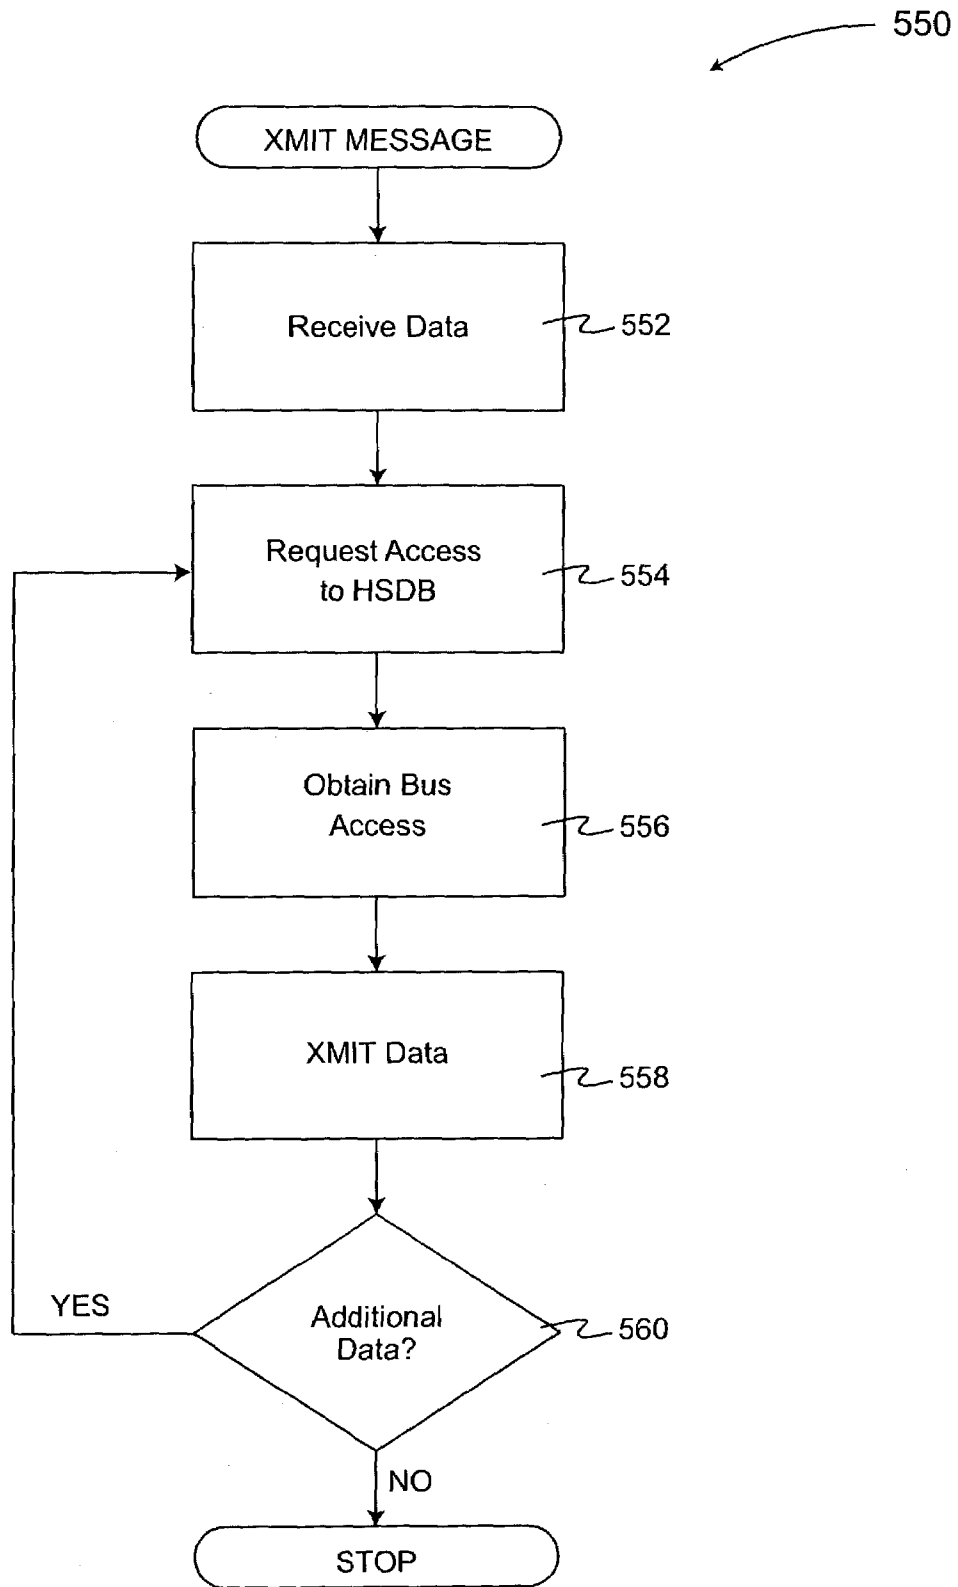 550
XMIT MESSAGE
Receive Data
552
Request Access
to HSDB
554
Obtain Bus
Access
556
XMIT Data
558
YES
Additional
Data?
560
NO
STOP